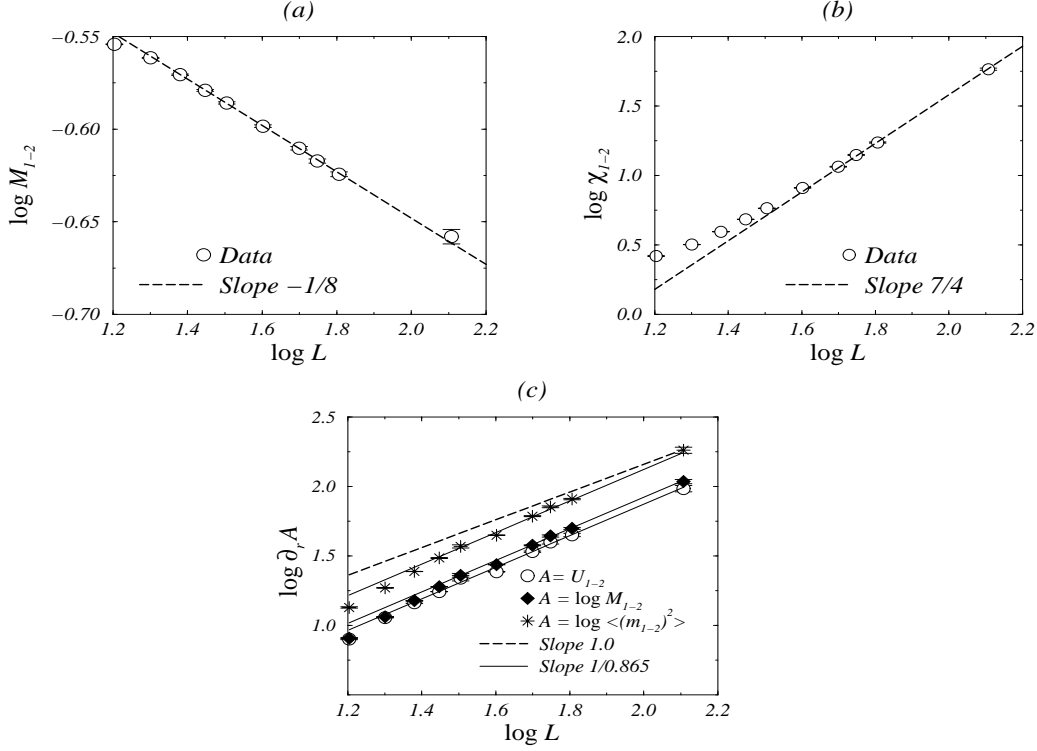 (a)
−0.55
−0.60
−0.65
−0.70
log M1−2
Data
Slope −1/8
1.2 1.4 1.6 1.8 2.0 2.2
log L
(b)
2.0
1.5
1.0
0.5
0.0
log χ1−2
Data
Slope 7/4
1.2 1.4 1.6 1.8 2.0 2.2
log L
(c)
2.5
2.0
1.5
1.0
log ∂rA
A= U1−2
A = log M1−2
A = log <(m1−2)2>
Slope 1.0
Slope 1/0.865
1.2 1.4 1.6 1.8 2.0 2.2
log L